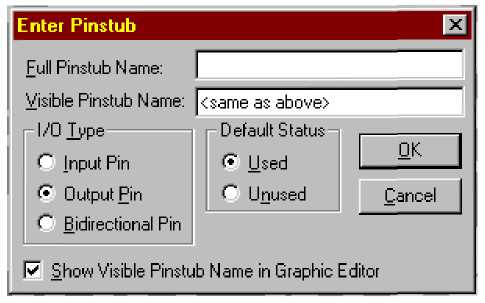 Enter Pinstub
Full Pinstub Name:
Visible Pinstub Name: <same as above>
I/O Type
Input Pin
Output Pin
Bidirectional Pin
Default Status
Used
Unused
OK
Cancel
Show Visible Pinstub Name in Graphic Editor